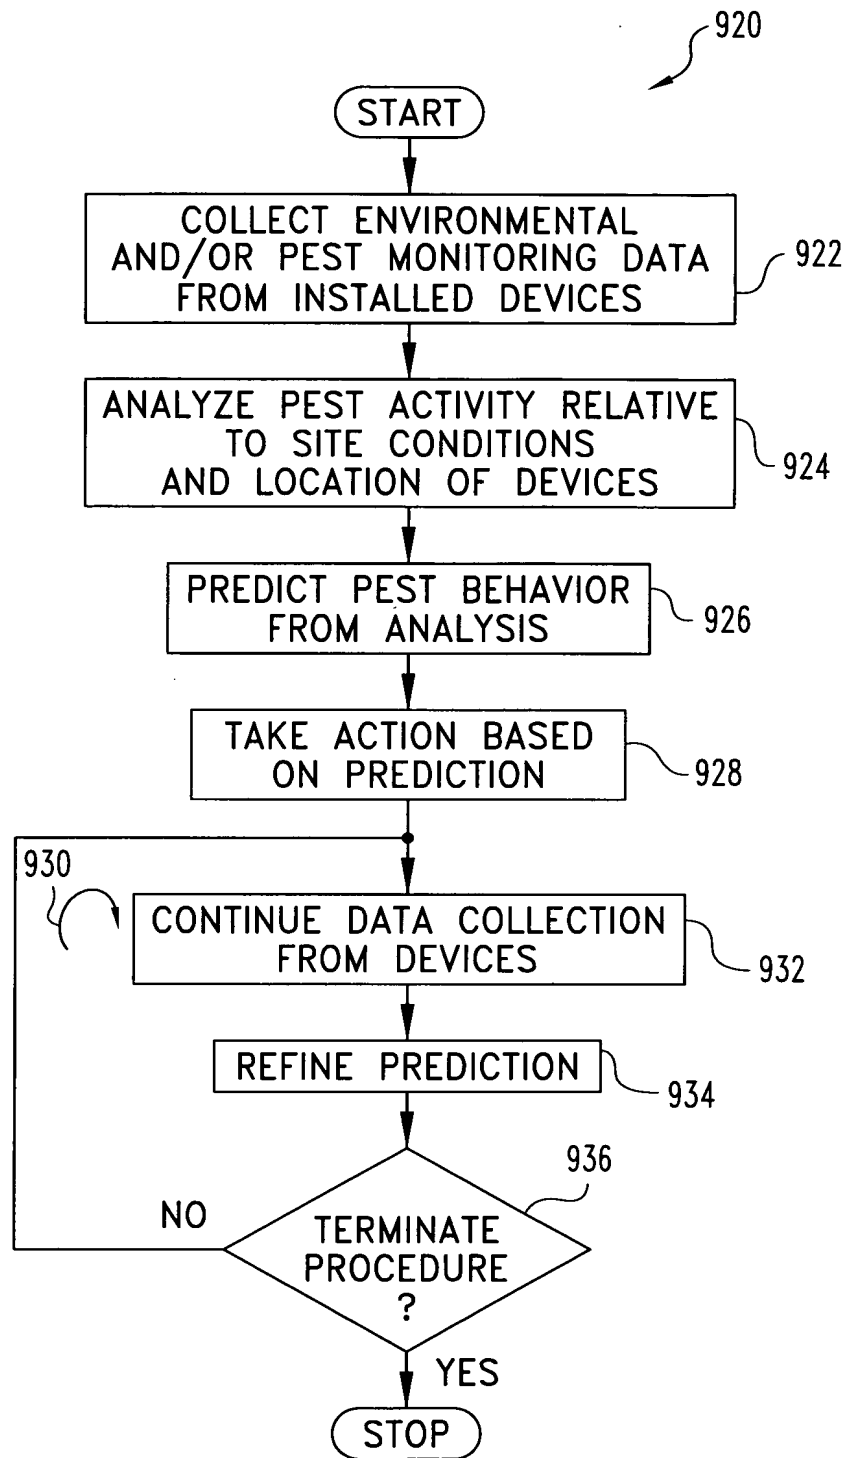 920
START
COLLECT ENVIRONMENTAL
AND/OR PEST MONITORING DATA
FROM INSTALLED DEVICES
922
ANALYZE PEST ACTIVITY RELATIVE
TO SITE CONDITIONS
AND LOCATION OF DEVICES
924
PREDICT PEST BEHAVIOR
FROM ANALYSIS
926
TAKE ACTION BASED
ON PREDICTION
928
930
CONTINUE DATA COLLECTION
FROM DEVICES
932
REFINE PREDICTION
934
936
NO
TERMINATE
PROCEDURE
?
YES
STOP